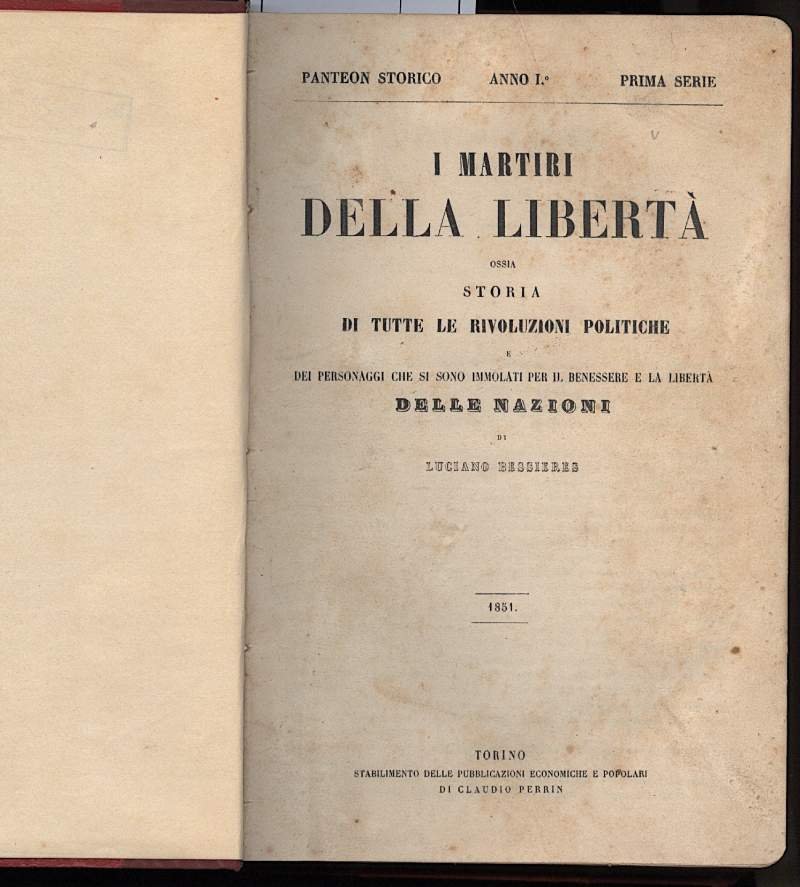 PANTEON STORICO ANNO I.º PRIMA SERIE
I MARTIRI
DELLA LIBERTÀ
OSSIA
STORIA
DI TUTTE LE RIVOLUZIONI POLITICHE
E
DEI PERSONAGGI CHE SI SONO IMMOLATI PER IL BENESSERE E LA LIBERTÀ
DELLE NAZIONI
DI
LUCIANO BESSIERES
1851.
TORINO
STABILIMENTO DELLE PUBBLICAZIONI ECONOMICHE E POPOLARI
DI CLAUDIO PERRIN